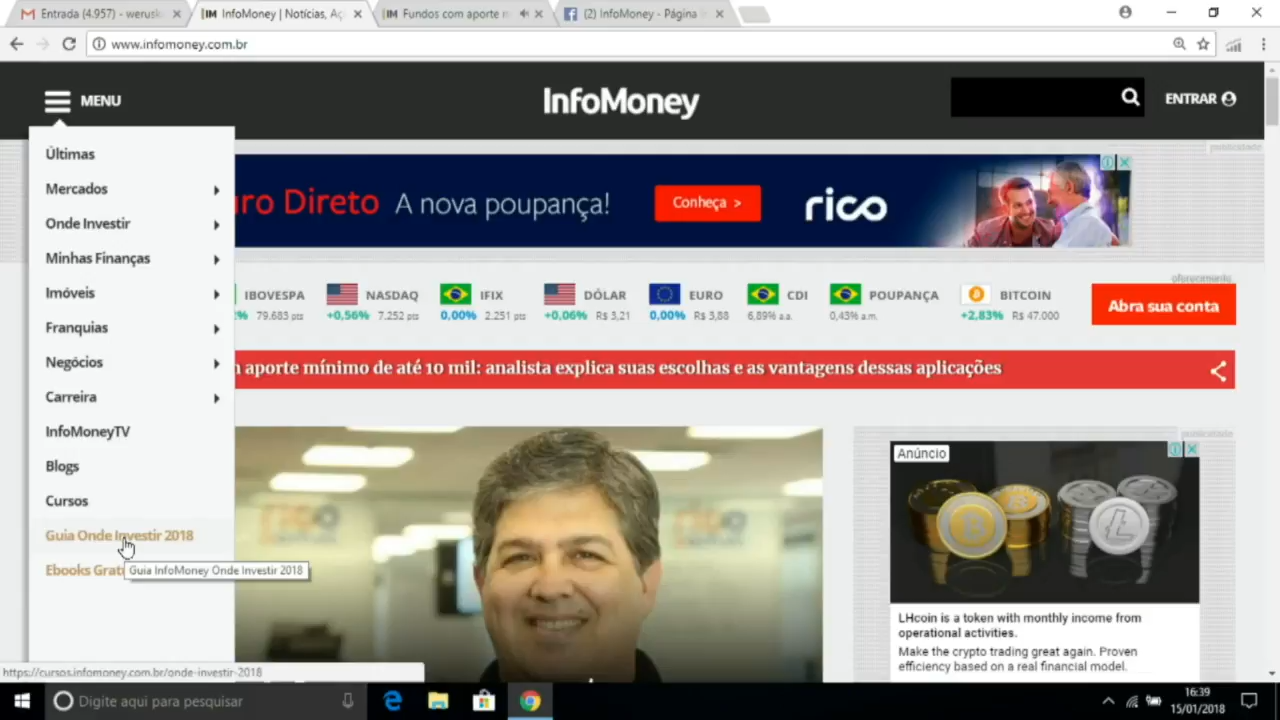 Entrada (4.957) - werusk
InfoMoney | Notícias, Aç
Fundos com aporte m
(2) InfoMoney - Página
www.infomoney.com.br
MENU
InfoMoney
ENTRAR
publicidade
Últimas
Mercados
Onde Investir
Minhas Finanças
Imóveis
Franquias
Negócios
Carreira
InfoMoneyTV
Blogs
Cursos
Guia Onde Investir 2018
Ebooks Grat
Guia InfoMoney Onde Investir 2018
Direto A nova poupança!
Conheça >
rico
oferecimento
IBOVESPA
79.683 pts
NASDAQ
+0,56% 7.252 pts
IFIX
0,00% 2.251 pts
DÓLAR
+0,06% R$ 3,21
EURO
0,00% R$ 3,88
CDI
6,89% a.a.
POUPANÇA
0,43% a.m.
BITCOIN
+2,83% R$ 47.000
Abra sua conta
aporte mínimo de até 10 mil: analista explica suas escolhas e as vantagens dessas aplicações
publicidade
Anúncio
LHcoin is a token with monthly income from
operational activities.
Make the crypto trading great again. Proven
efficiency based on a real financial model.
https://cursos.infomoney.com.br/onde-investir-2018
Digite aqui para pesquisar
16:39
15/01/2018